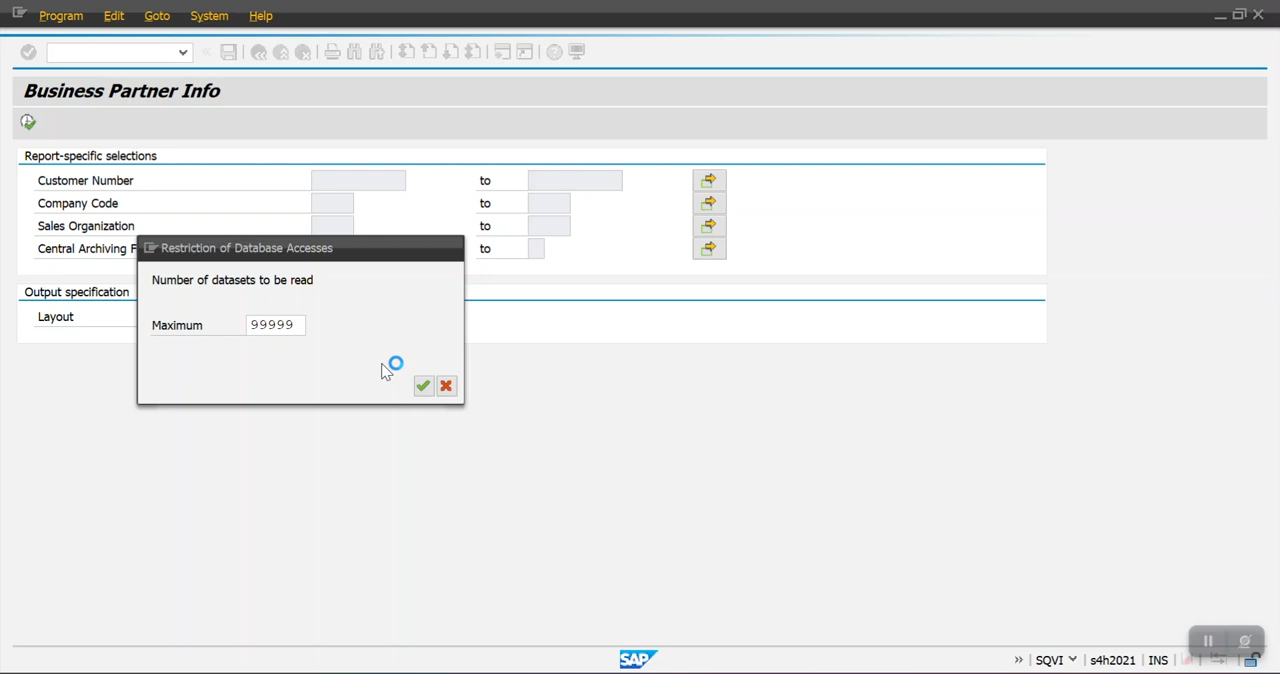 Program Edit Goto System Help
Business Partner Info
Report-specific selections
Customer Number to
Company Code to
Sales Organization to
Central Archiving F to
Restriction of Database Accesses
Number of datasets to be read
Maximum 99999
Output specification
Layout
SAP
SQVI s4h2021 INS